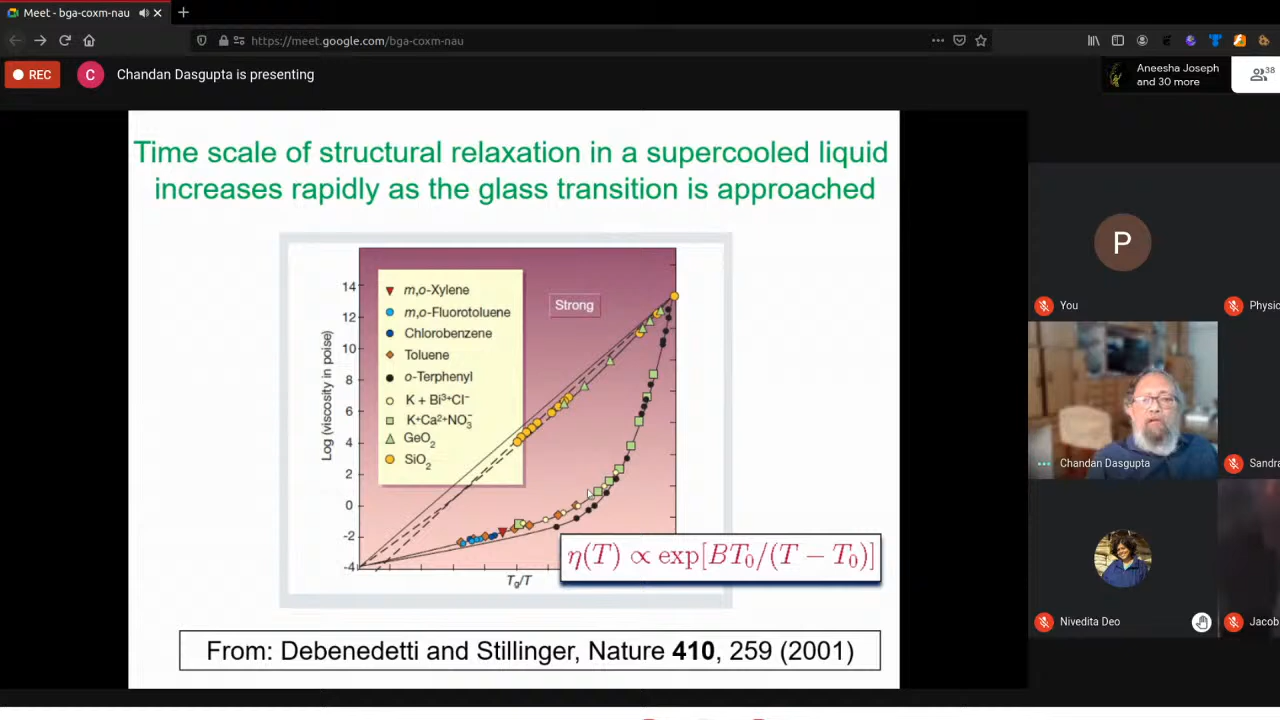 Meet - bga-coxm-nau
https://meet.google.com/bga-coxm-nau
REC
C
Chandan Dasgupta is presenting
Aneesha Joseph
and 30 more
38
Time scale of structural relaxation in a supercooled liquid
increases rapidly as the glass transition is approached
14
12
10
8
6
4
2
0
-2
-4
Log (viscosity in poise)
m,o-Xylene
m,o-Fluorotoluene
Chlorobenzene
Toluene
o-Terphenyl
K + Bi³⁺Cl⁻
K⁺Ca²⁺NO₃⁻
GeO₂
SiO₂
Strong
η(T) ∝ exp[BT₀/(T − T₀)]
T₉/T
From: Debenedetti and Stillinger, Nature 410, 259 (2001)
P
You
Physic
Chandan Dasgupta
Sandra
Nivedita Deo
Jacob